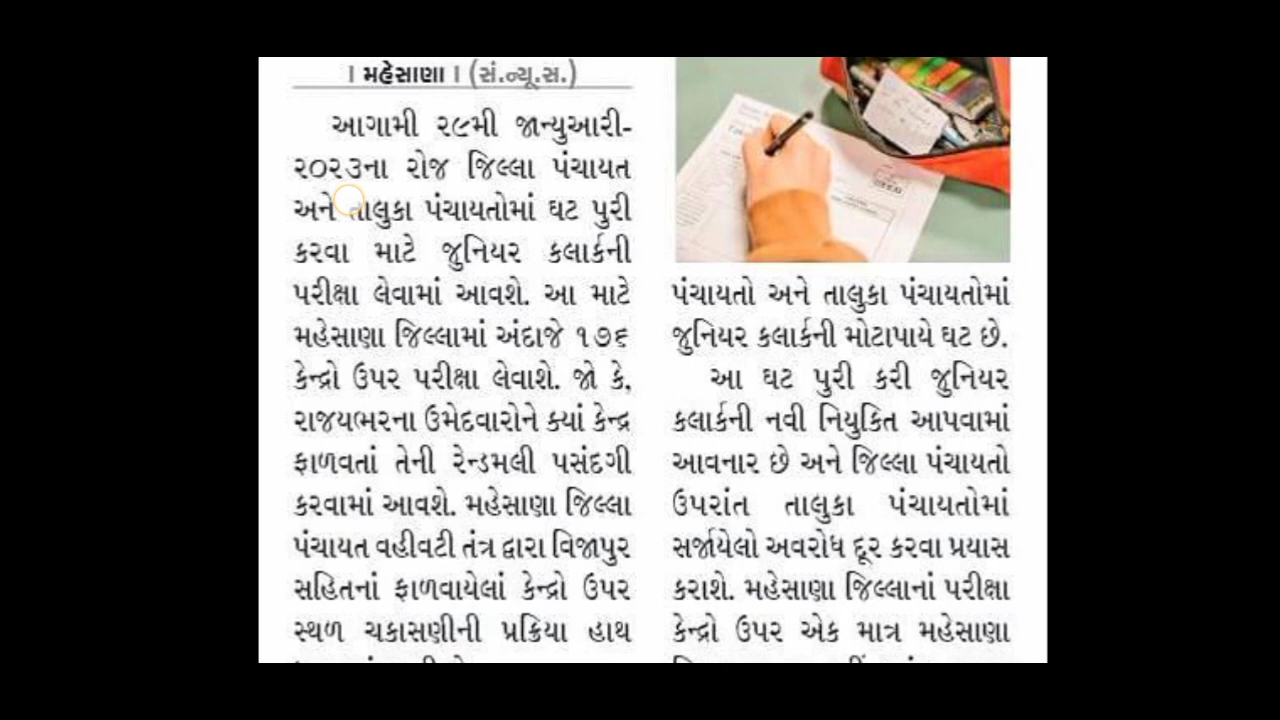 । મહેસાણા । (સં.ન્યૂ.સ.)
આગામી ૨૯મી જાન્યુઆરી-
૨૦૨૩ના રોજ જિલ્લા પંચાયત
અને તાલુકા પંચાયતોમાં ઘટ પુરી
કરવા માટે જુનિયર કલાર્કની
પરીક્ષા લેવામાં આવશે. આ માટે
મહેસાણા જિલ્લામાં અંદાજે ૧૭૬
કેન્દ્રો ઉપર પરીક્ષા લેવાશે. જો કે,
રાજયભરના ઉમેદવારોને ક્યાં કેન્દ્ર
ફાળવતાં તેની રેન્ડમલી પસંદગી
કરવામાં આવશે. મહેસાણા જિલ્લા
પંચાયત વહીવટી તંત્ર દ્વારા વિજાપુર
સહિતનાં ફાળવાયેલાં કેન્દ્રો ઉપર
સ્થળ ચકાસણીની પ્રક્રિયા હાથ
પંચાયતો અને તાલુકા પંચાયતોમાં
જુનિયર કલાર્કની મોટાપાયે ઘટ છે.
આ ઘટ પુરી કરી જુનિયર
કલાર્કની નવી નિયુકિત આપવામાં
આવનાર છે અને જિલ્લા પંચાયતો
ઉપરાંત તાલુકા પંચાયતોમાં
સર્જાયેલો અવરોધ દૂર કરવા પ્રયાસ
કરાશે. મહેસાણા જિલ્લાનાં પરીક્ષા
કેન્દ્રો ઉપર એક માત્ર મહેસાણા